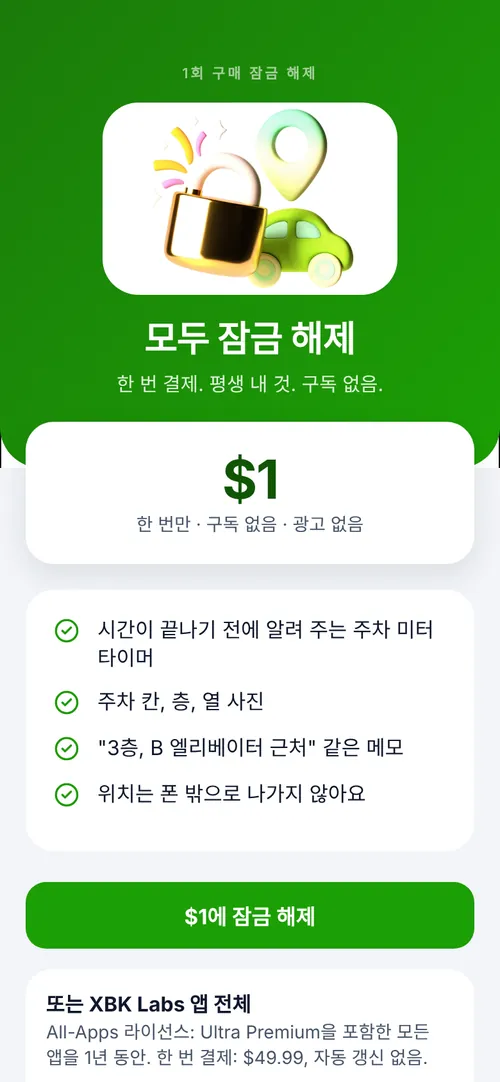 1회 구매 잠금 해제
모두 잠금 해제
한 번 결제. 평생 내 것. 구독 없음.
$1
한 번만 · 구독 없음 · 광고 없음
시간이 끝나기 전에 알려 주는 주차 미터
타이머
주차 칸, 층, 열 사진
"3층, B 엘리베이터 근처" 같은 메모
위치는 폰 밖으로 나가지 않아요
$1에 잠금 해제
또는 XBK Labs 앱 전체
All-Apps 라이선스: Ultra Premium을 포함한 모든
앱을 1년 동안. 한 번 결제: $49.99, 자동 갱신 없음.